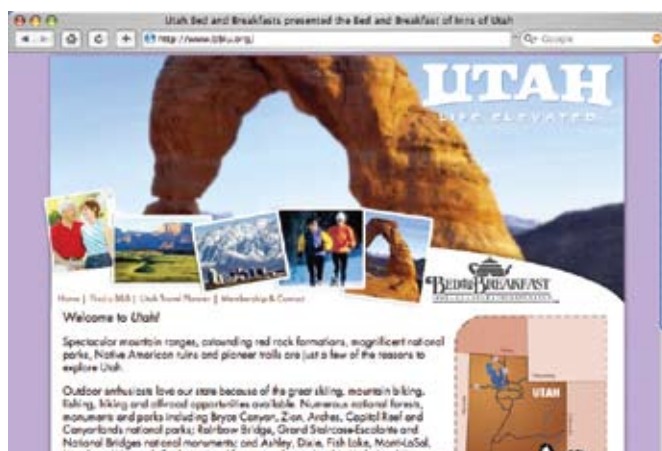 Utah Bed and Breakfasts presented the Bed and Breakfast of Inns of Utah
Google
UTAH
LIFE ELEVATED
BED & BREAKFAST
Home | Find a B&B | Utah Travel Planner | Membership & Contact
Welcome to Utah!
Spectacular mountain ranges, astounding red rock formations, magnificent national
parks, Native American ruins and pioneer trails are just a few of the reasons to
explore Utah.
Outdoor enthusiasts love our state because of the great skiing, mountain biking,
fishing, hiking and offroad opportunities available. Numerous national forests,
monuments and parks including Bryce Canyon, Zion, Arches, Capitol Reef and
Canyonlands national parks; Rainbow Bridge, Grand Staircase-Escalante and
National Bridges national monuments; and Ashley, Dixie, Fish Lake, Manti-LaSal,
UTAH